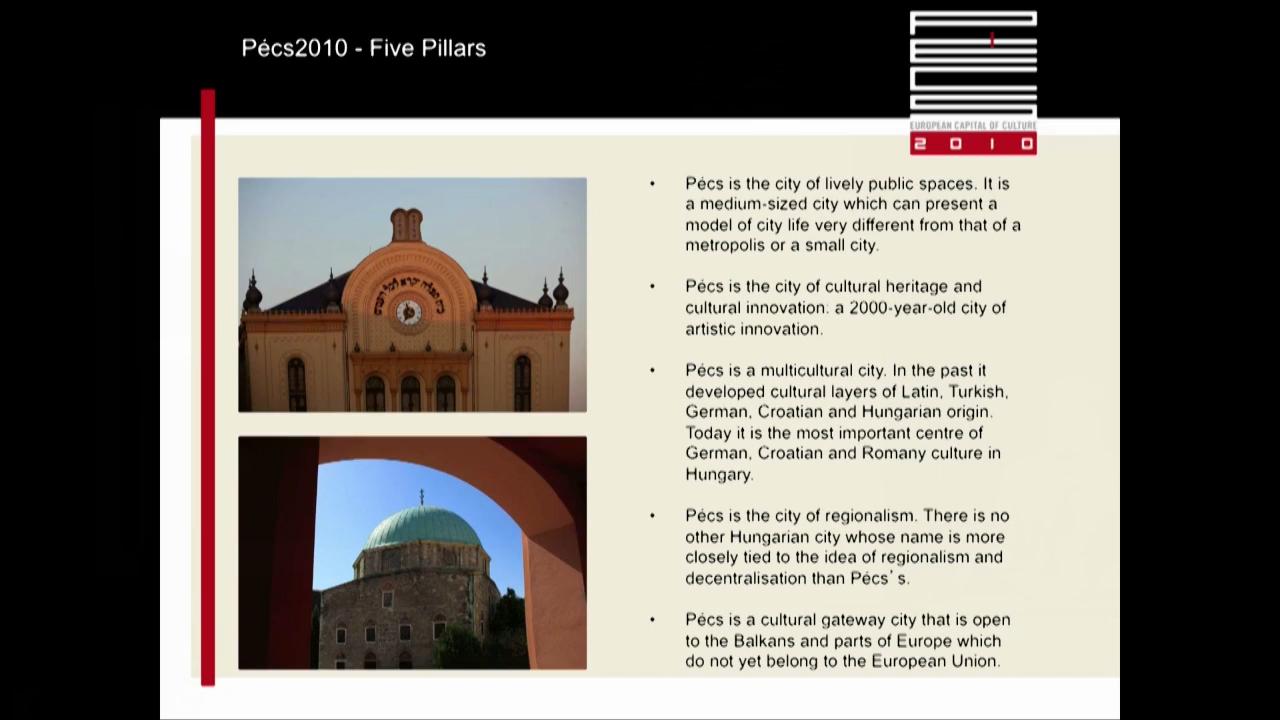 Pécs2010 - Five Pillars
EUROPEAN CAPITAL OF CULTURE
2010
• Pécs is the city of lively public spaces. It is
a medium-sized city which can present a
model of city life very different from that of a
metropolis or a small city.
• Pécs is the city of cultural heritage and
cultural innovation: a 2000-year-old city of
artistic innovation.
• Pécs is a multicultural city. In the past it
developed cultural layers of Latin, Turkish,
German, Croatian and Hungarian origin.
Today it is the most important centre of
German, Croatian and Romany culture in
Hungary.
• Pécs is the city of regionalism. There is no
other Hungarian city whose name is more
closely tied to the idea of regionalism and
decentralisation than Pécs's.
• Pécs is a cultural gateway city that is open
to the Balkans and parts of Europe which
do not yet belong to the European Union.